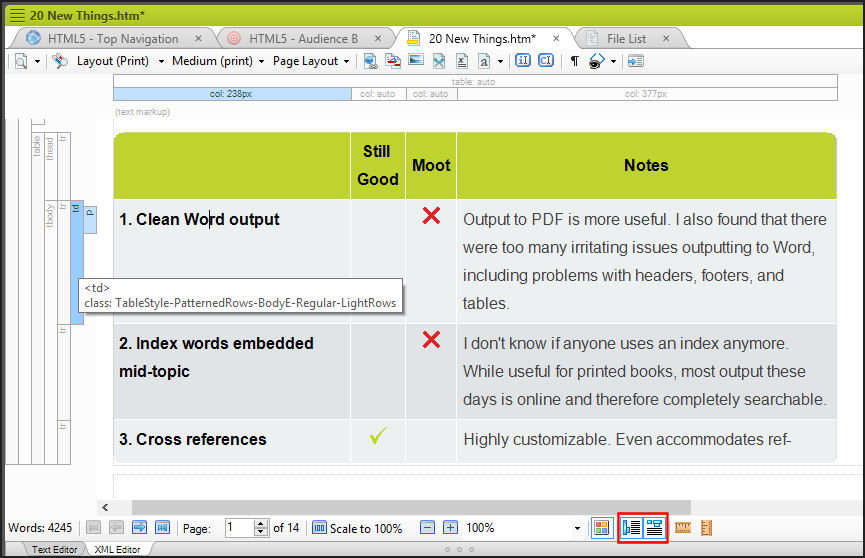 20 New Things.htm*
HTML5 - Top Navigation × HTML5 - Audience B × 20 New Things.htm* × File List ×
Layout (Print) Medium (print) Page Layout
table: auto
col: 238px col: auto col: auto col: 377px
(text markup)
table thead tr
Still Good Moot Notes
tbody tr td p
1. Clean Word output
Output to PDF is more useful. I also found that there
were too many irritating issues outputting to Word,
including problems with headers, footers, and
tables.
<td>
class: TableStyle-PatternedRows-BodyE-Regular-LightRows
tr
2. Index words embedded
mid-topic
I don't know if anyone uses an index anymore.
While useful for printed books, most output these
days is online and therefore completely searchable.
tr
3. Cross references
Highly customizable. Even accommodates ref-
Words: 4245 Page: 1 of 14 Scale to 100% 100%
Text Editor XML Editor